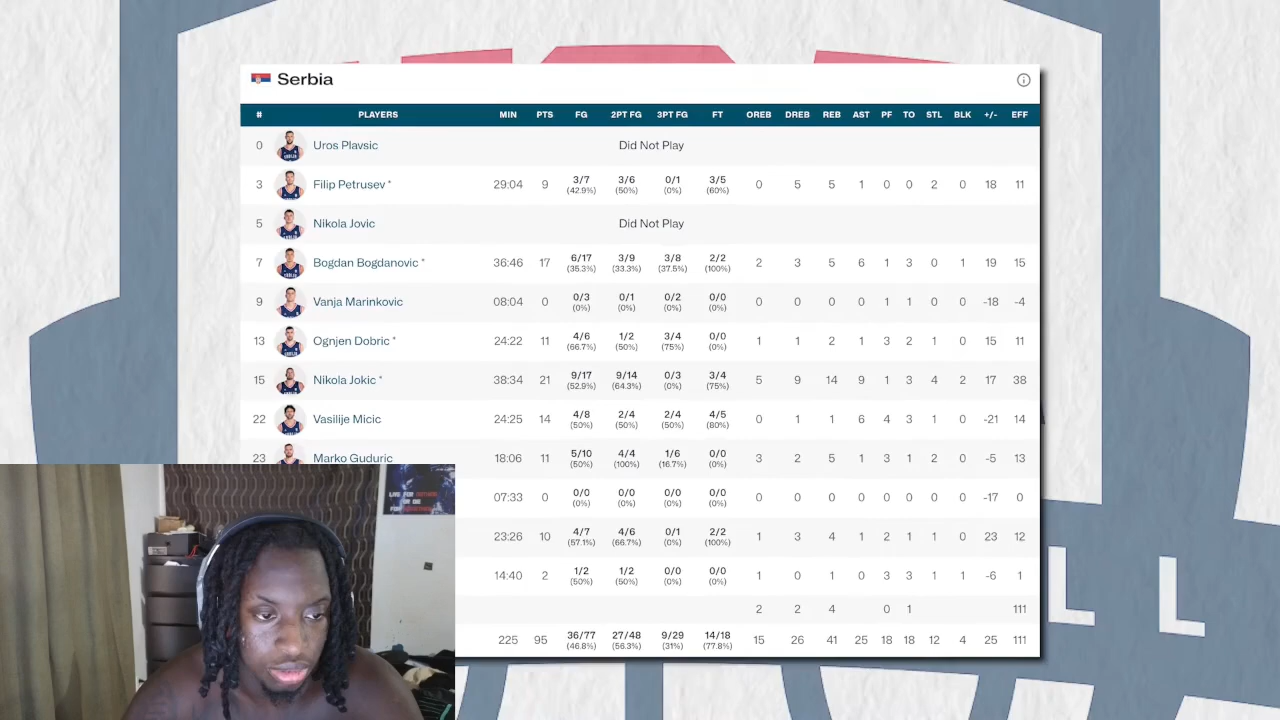 Serbia
# PLAYERS MIN PTS FG 2PT FG 3PT FG FT OREB DREB REB AST PF TO STL BLK +/- EFF
0 Uros Plavsic Did Not Play
3 Filip Petrusev * 29:04 9 3/7 (42.9%) 3/6 (50%) 0/1 (0%) 3/5 (60%) 0 5 5 1 0 0 2 0 18 11
5 Nikola Jovic Did Not Play
7 Bogdan Bogdanovic * 36:46 17 6/17 (35.3%) 3/9 (33.3%) 3/8 (37.5%) 2/2 (100%) 2 3 5 6 1 3 0 1 19 15
9 Vanja Marinkovic 08:04 0 0/3 (0%) 0/1 (0%) 0/2 (0%) 0/0 (0%) 0 0 0 0 1 1 0 0 -18 -4
13 Ognjen Dobric * 24:22 11 4/6 (66.7%) 1/2 (50%) 3/4 (75%) 0/0 (0%) 1 1 2 1 3 2 1 0 15 11
15 Nikola Jokic * 38:34 21 9/17 (52.9%) 9/14 (64.3%) 0/3 (0%) 3/4 (75%) 5 9 14 9 1 3 4 2 17 38
22 Vasilije Micic 24:25 14 4/8 (50%) 2/4 (50%) 2/4 (50%) 4/5 (80%) 0 1 1 6 4 3 1 0 -21 14
23 Marko Guduric 18:06 11 5/10 (50%) 4/4 (100%) 1/6 (16.7%) 0/0 (0%) 3 2 5 1 3 1 2 0 -5 13
07:33 0 0/0 (0%) 0/0 (0%) 0/0 (0%) 0/0 (0%) 0 0 0 0 0 0 0 0 -17 0
23:26 10 4/7 (57.1%) 4/6 (66.7%) 0/1 (0%) 2/2 (100%) 1 3 4 1 2 1 1 0 23 12
14:40 2 1/2 (50%) 1/2 (50%) 0/0 (0%) 0/0 (0%) 1 0 1 0 3 3 1 1 -6 1
2 2 4 0 1 111
225 95 36/77 (46.8%) 27/48 (56.3%) 9/29 (31%) 14/18 (77.8%) 15 26 41 25 18 18 12 4 25 111
LIVE FOR NOTHING
OR DIE
FOR SOMETHING
L L